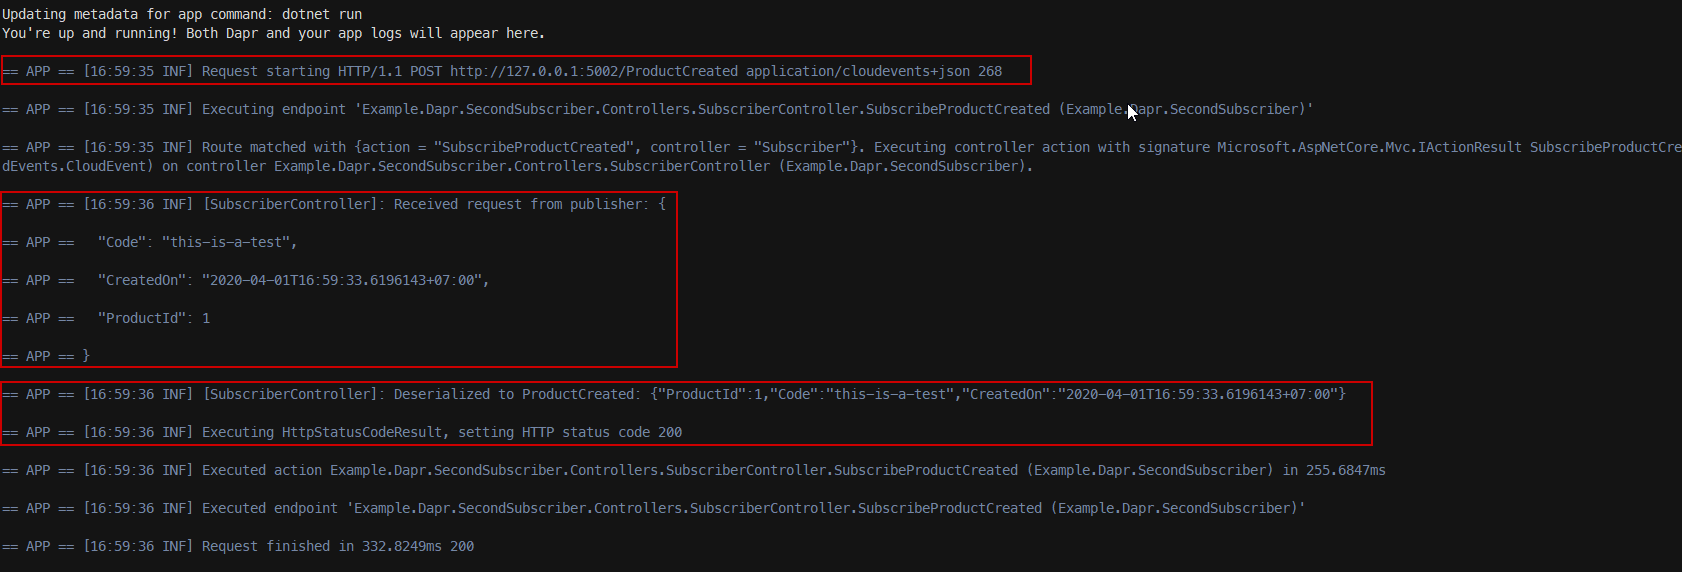 Updating metadata for app command: dotnet run
You're up and running! Both Dapr and your app logs will appear here.
== APP == [16:59:35 INF] Request starting HTTP/1.1 POST http://127.0.0.1:5002/ProductCreated application/cloudevents+json 268
== APP == [16:59:35 INF] Executing endpoint 'Example.Dapr.SecondSubscriber.Controllers.SubscriberController.SubscribeProductCreated (Example.Dapr.SecondSubscriber)'
== APP == [16:59:35 INF] Route matched with {action = "SubscribeProductCreated", controller = "Subscriber"}. Executing controller action with signature Microsoft.AspNetCore.Mvc.IActionResult SubscribeProductCre
dEvents.CloudEvent) on controller Example.Dapr.SecondSubscriber.Controllers.SubscriberController (Example.Dapr.SecondSubscriber).
== APP == [16:59:36 INF] [SubscriberController]: Received request from publisher: {
== APP ==   "Code": "this-is-a-test",
== APP ==   "CreatedOn": "2020-04-01T16:59:33.6196143+07:00",
== APP ==   "ProductId": 1
== APP == }
== APP == [16:59:36 INF] [SubscriberController]: Deserialized to ProductCreated: {"ProductId":1,"Code":"this-is-a-test","CreatedOn":"2020-04-01T16:59:33.6196143+07:00"}
== APP == [16:59:36 INF] Executing HttpStatusCodeResult, setting HTTP status code 200
== APP == [16:59:36 INF] Executed action Example.Dapr.SecondSubscriber.Controllers.SubscriberController.SubscribeProductCreated (Example.Dapr.SecondSubscriber) in 255.6847ms
== APP == [16:59:36 INF] Executed endpoint 'Example.Dapr.SecondSubscriber.Controllers.SubscriberController.SubscribeProductCreated (Example.Dapr.SecondSubscriber)'
== APP == [16:59:36 INF] Request finished in 332.8249ms 200